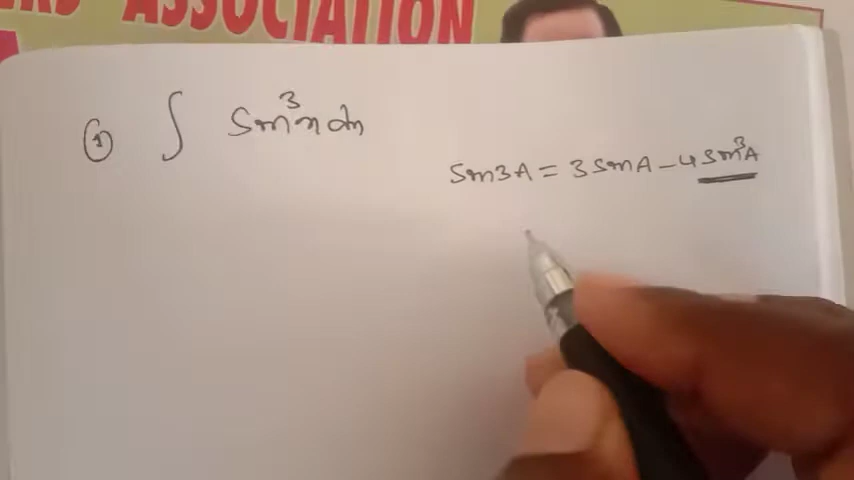 ASSOCIATION
① ∫ sin³x dx
sin3A = 3sinA - 4sin³A